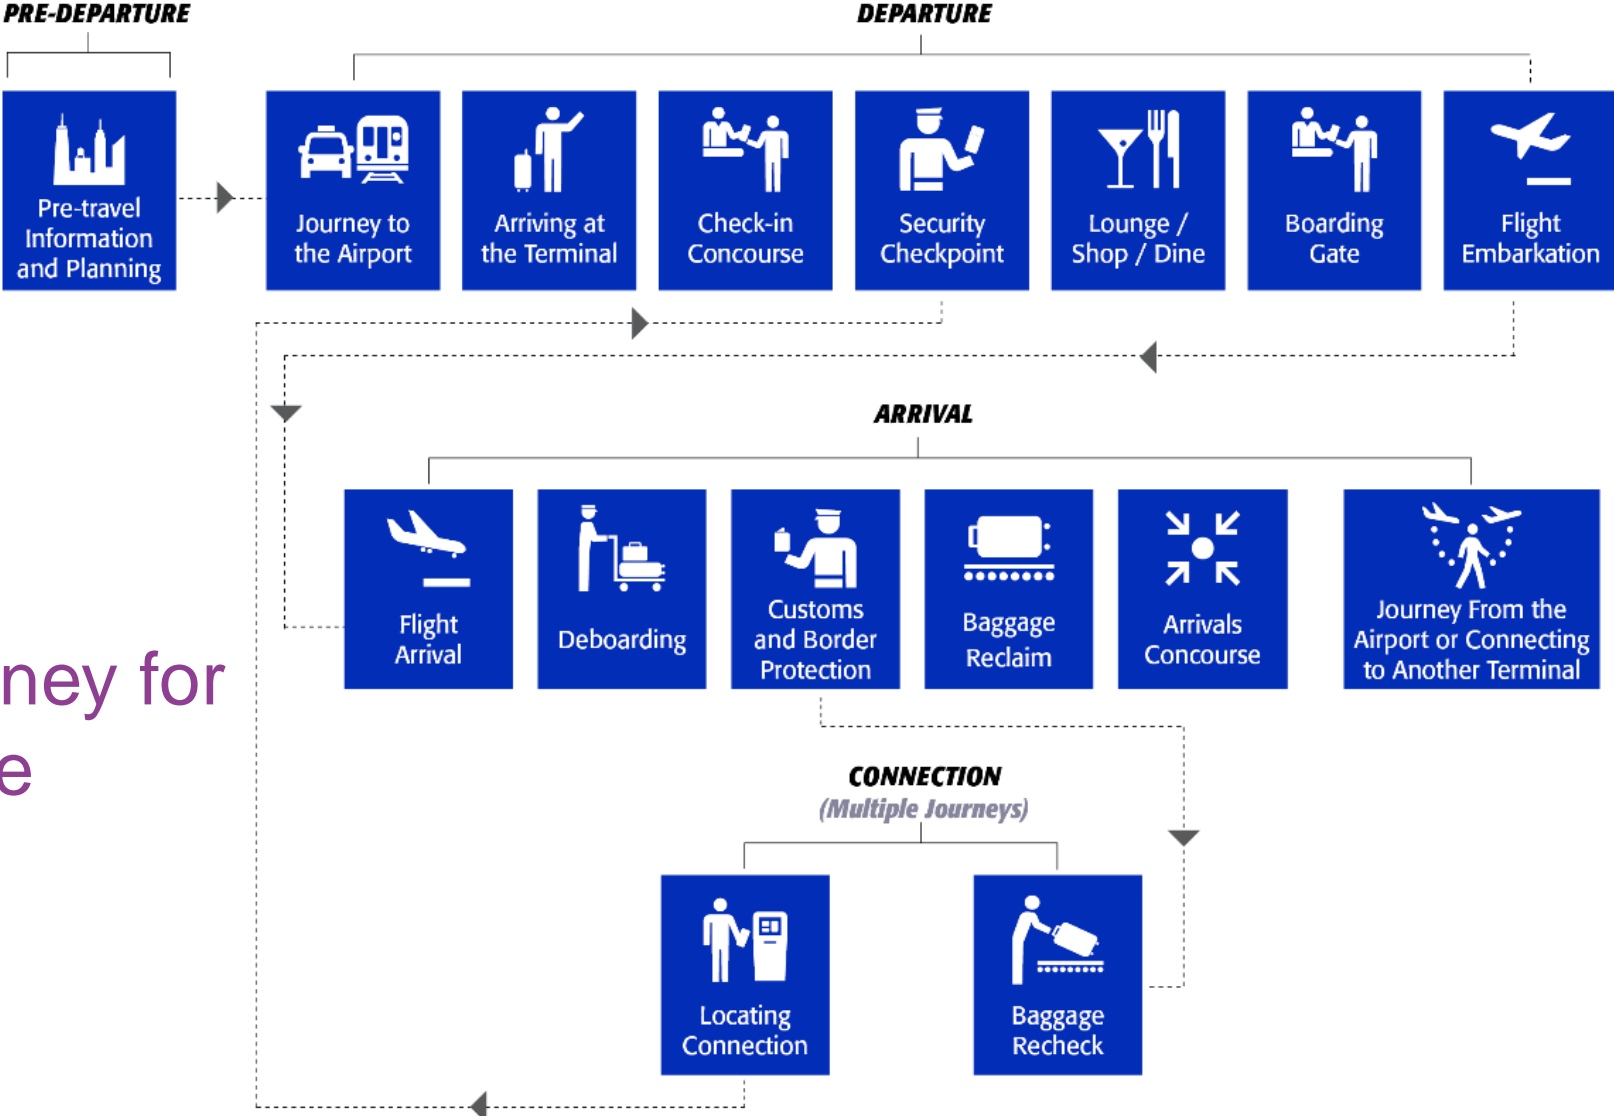 PRE-DEPARTURE
DEPARTURE
Pre-travel
Information
and Planning
Journey to
the Airport
Arriving at
the Terminal
Check-in
Concourse
Security
Checkpoint
Lounge /
Shop / Dine
Boarding
Gate
Flight
Embarkation
ARRIVAL
Flight
Arrival
Deboarding
Customs
and Border
Protection
Baggage
Reclaim
Arrivals
Concourse
Journey From the
Airport or Connecting
to Another Terminal
ney for
e
CONNECTION
(Multiple Journeys)
Locating
Connection
Baggage
Recheck